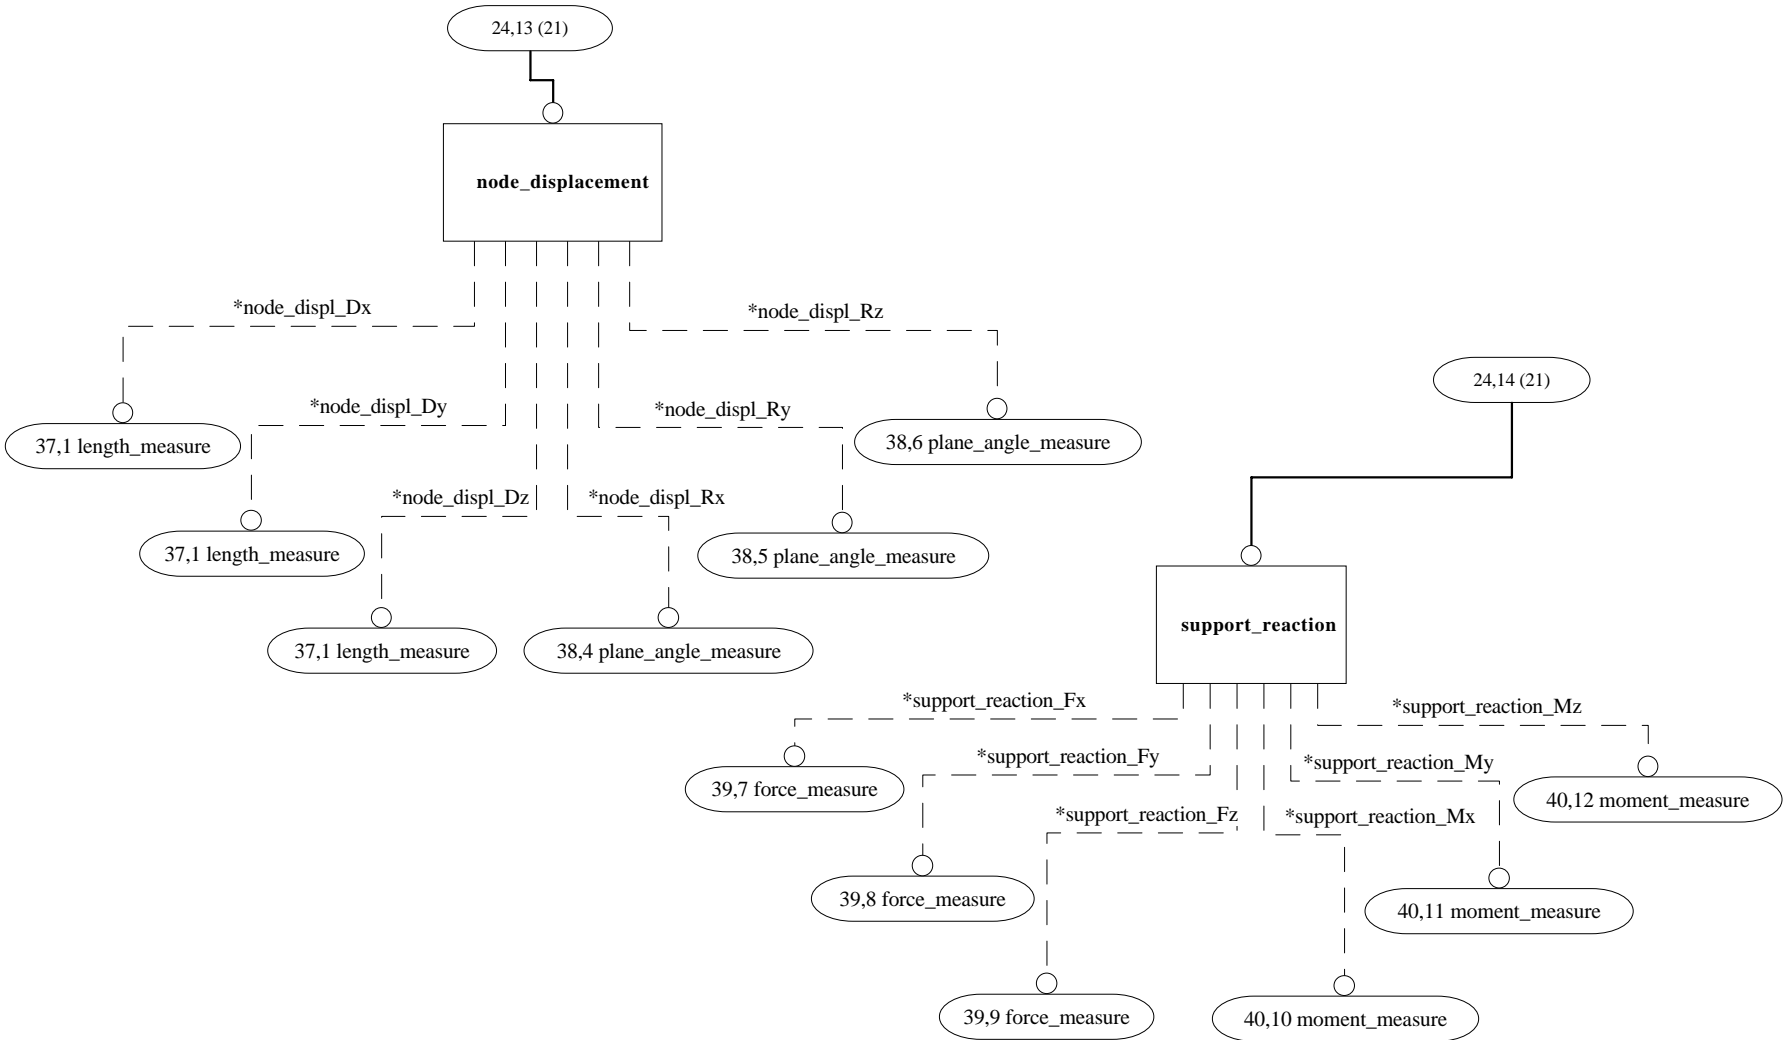 24,13 (21)
node_displacement
*node_displ_Dx
*node_displ_Rz
24,14 (21)
*node_displ_Dy
*node_displ_Ry
37,1 length_measure
38,6 plane_angle_measure
*node_displ_Dz
*node_displ_Rx
37,1 length_measure
38,5 plane_angle_measure
37,1 length_measure
38,4 plane_angle_measure
support_reaction
*support_reaction_Fx
*support_reaction_Mz
*support_reaction_Fy
*support_reaction_My
39,7 force_measure
40,12 moment_measure
*support_reaction_Fz
*support_reaction_Mx
39,8 force_measure
40,11 moment_measure
39,9 force_measure
40,10 moment_measure